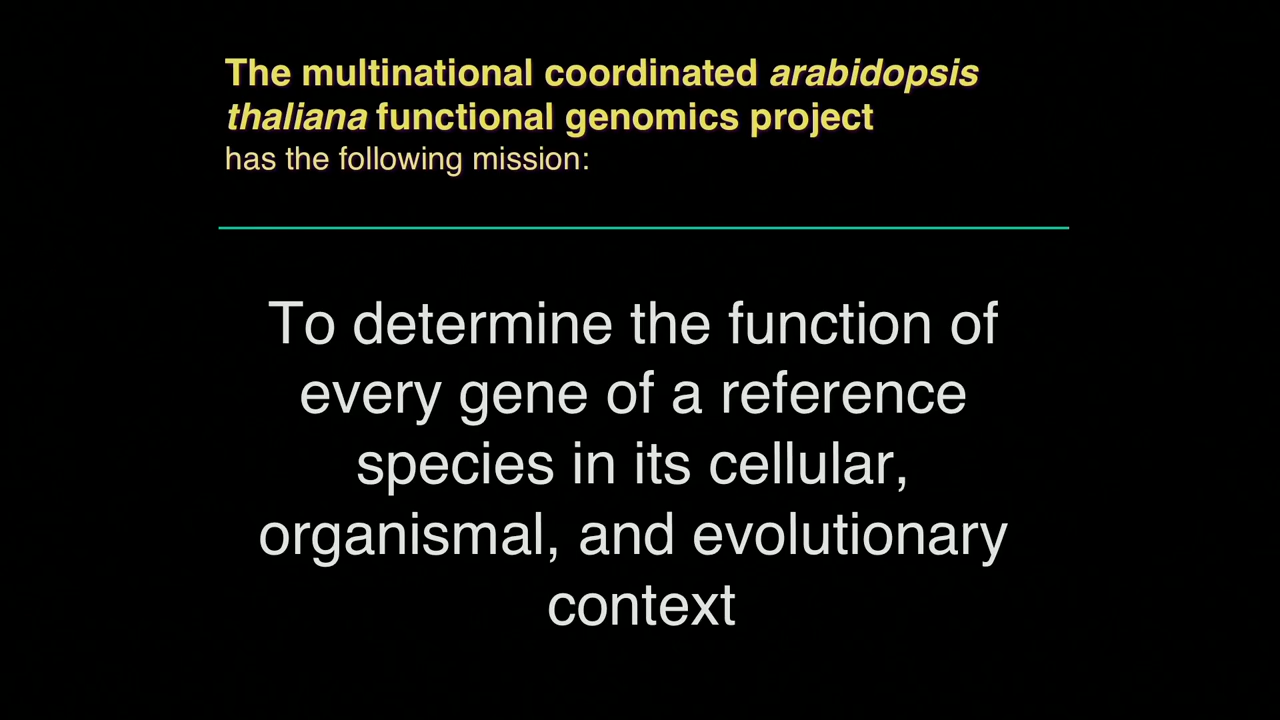 The multinational coordinated arabidopsis
thaliana functional genomics project
has the following mission:
To determine the function of
every gene of a reference
species in its cellular,
organismal, and evolutionary
context